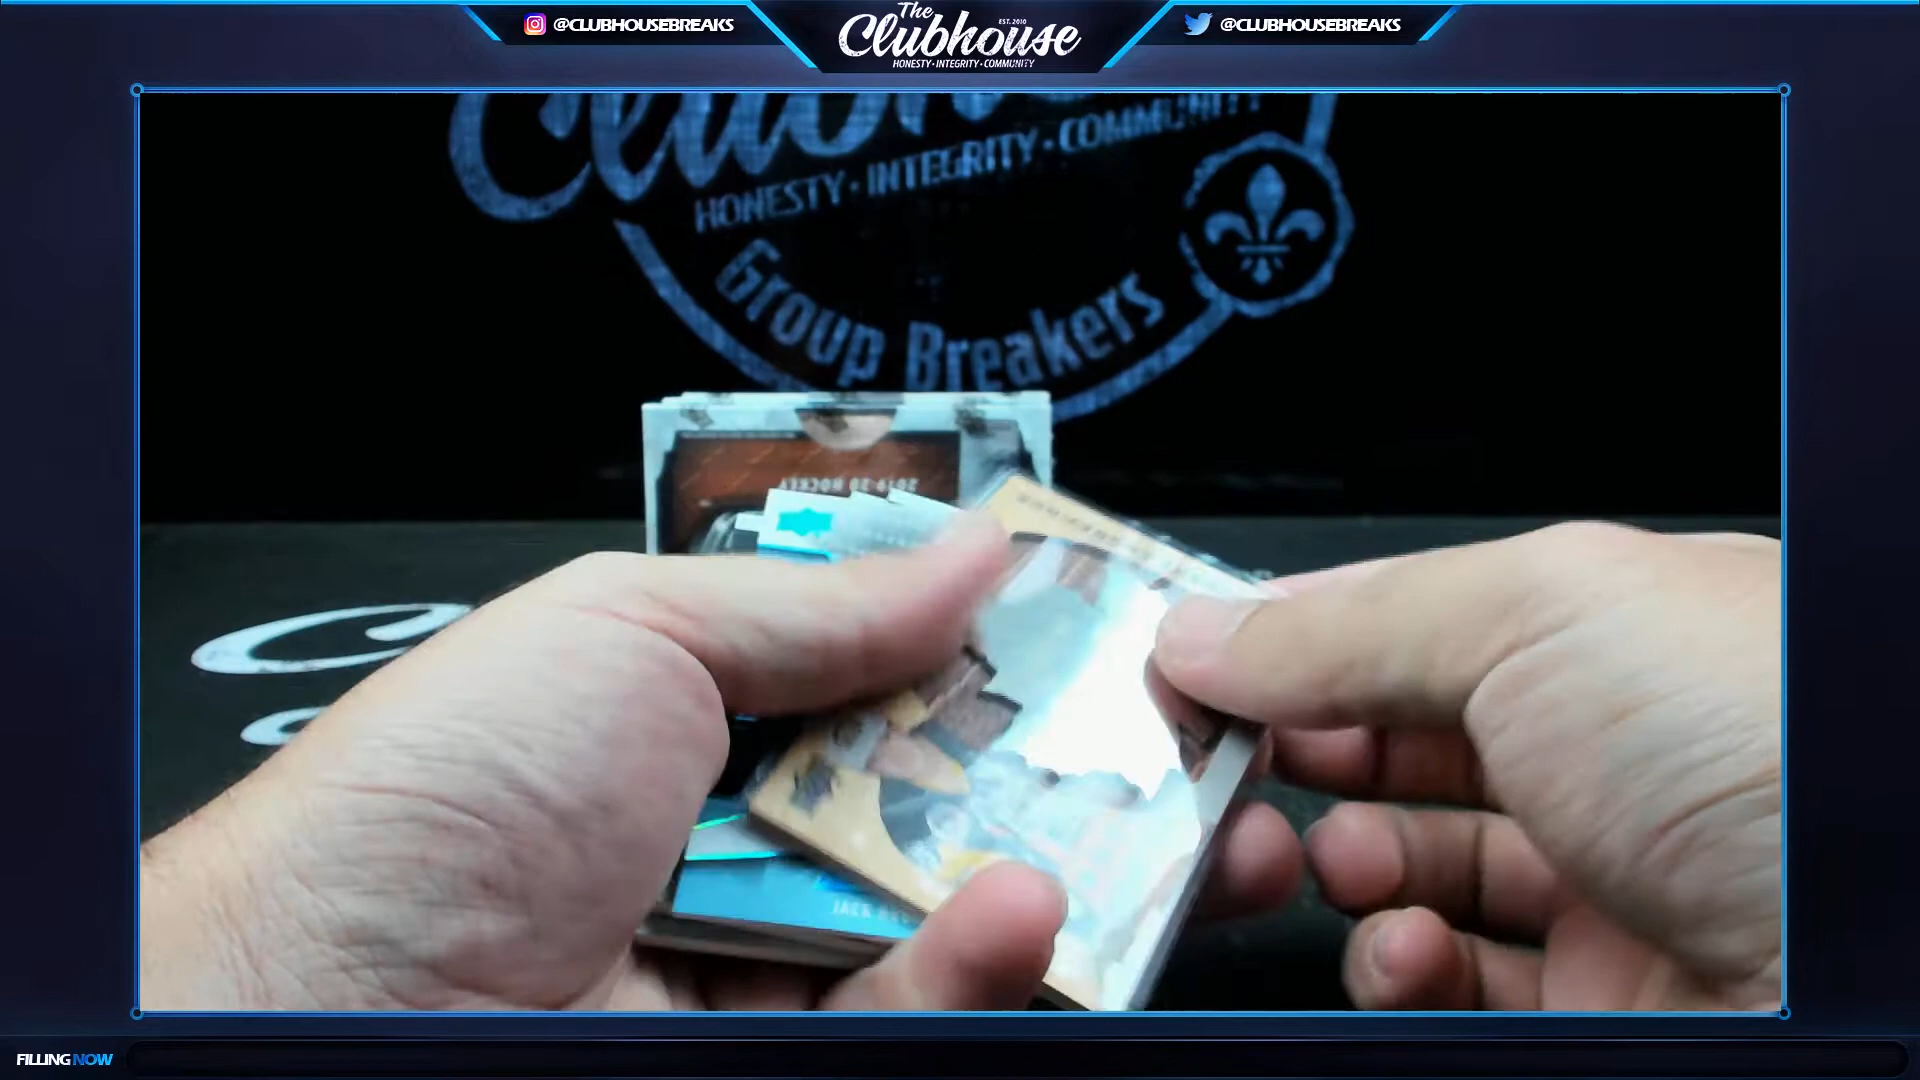 @CLUBHOUSEBREAKS
The
EST. 2010
Clubhouse
HONESTY • INTEGRITY • COMMUNITY
@CLUBHOUSEBREAKS
HONESTY • INTEGRITY • COMMUNITY
Group Breakers
2019-20 HOCKEY
JACK
FILLING NOW